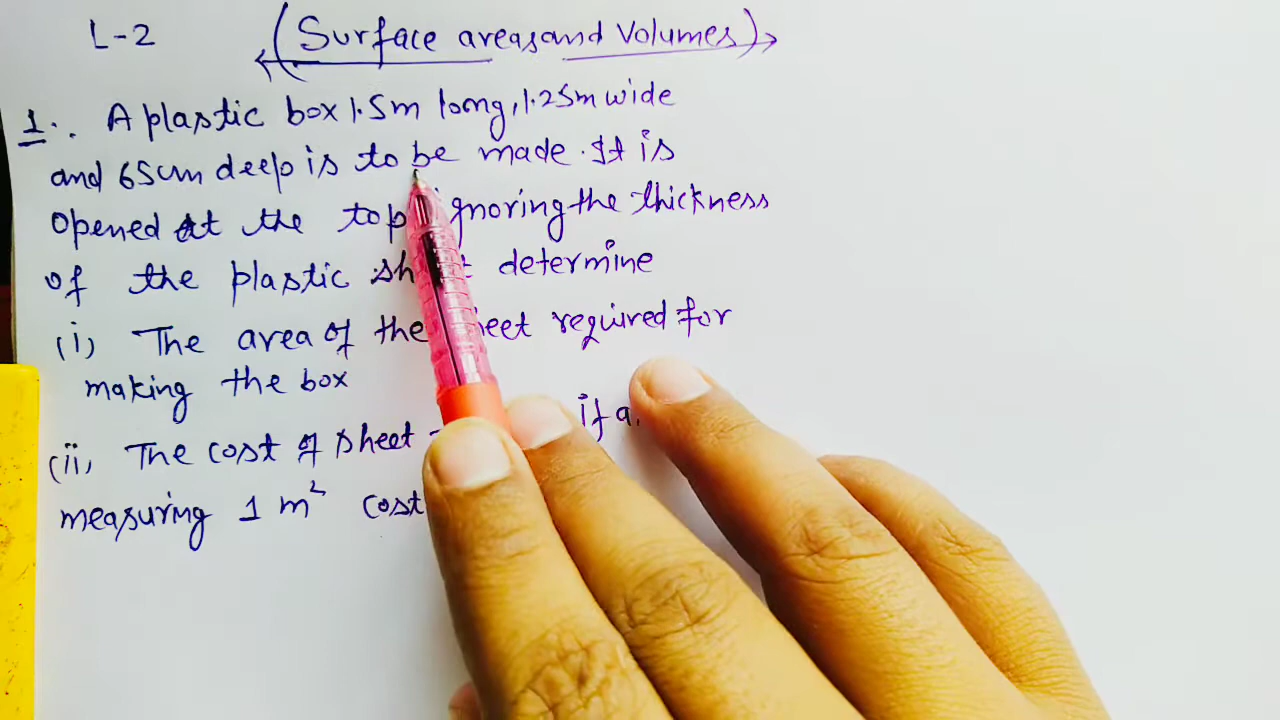 L-2 (Surface areas and Volumes)
1. A plastic box 1.5m long, 1.25m wide
and 65cm deep is to be made. It is
Opened at the top ignoring the thickness
of the plastic determine
(i) The area of the sheet required for
making the box
(ii) The cost of sheet if a
measuring 1 m² cost